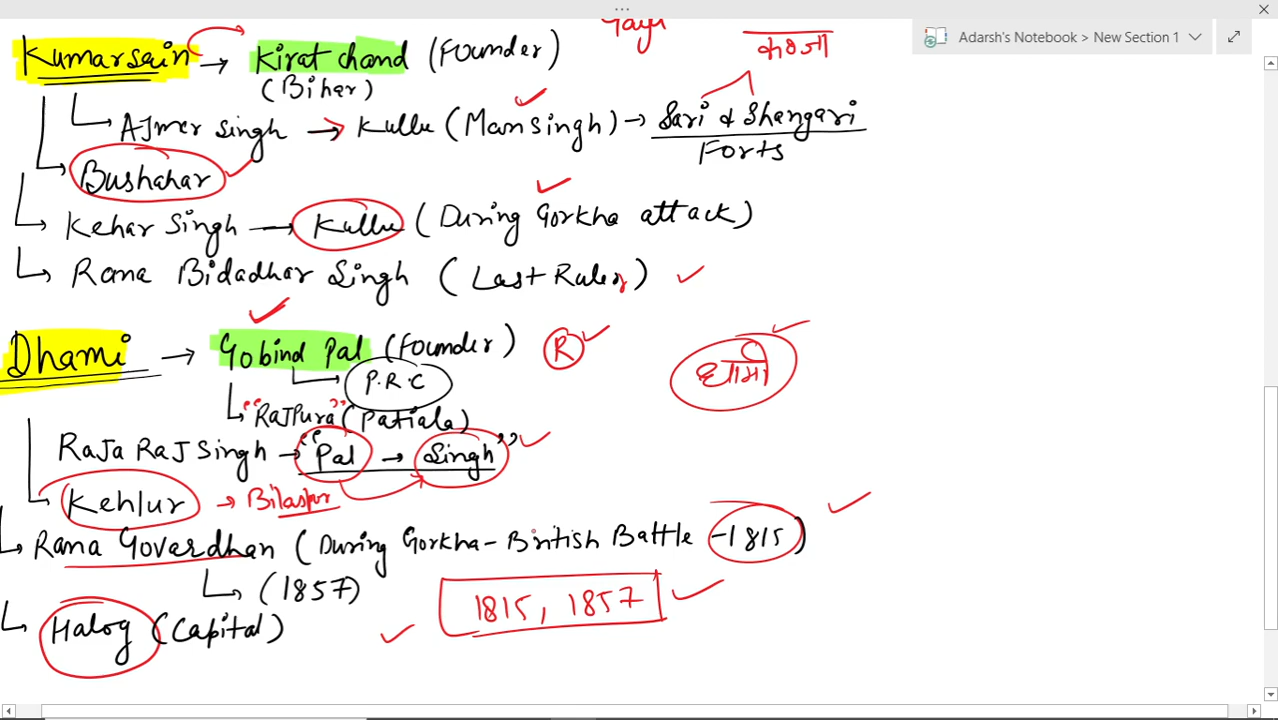 Adarsh's Notebook > New Section 1
Gaya
Kumarsain → Kirat chand (Founder)
(Bihar)
Ajmer Singh → Kullu (Mansingh) → Sari & Shangari
Forts
Bushahar
Kehar Singh — Kullu (During Gorkha attack)
Rana Bidadhar Singh (Last Ruler)
Dhami → Gobind Pal (Founder) R
धामी
P.R.C
"RAJPura" (Patiala)
RaJa RaJ Singh → "Pal → Singh"
Kehlur → Bilaspur
Rana Goverdhan (During Gorkha-British Battle -1815)
(1857)
1815, 1857
Halog (Capital)